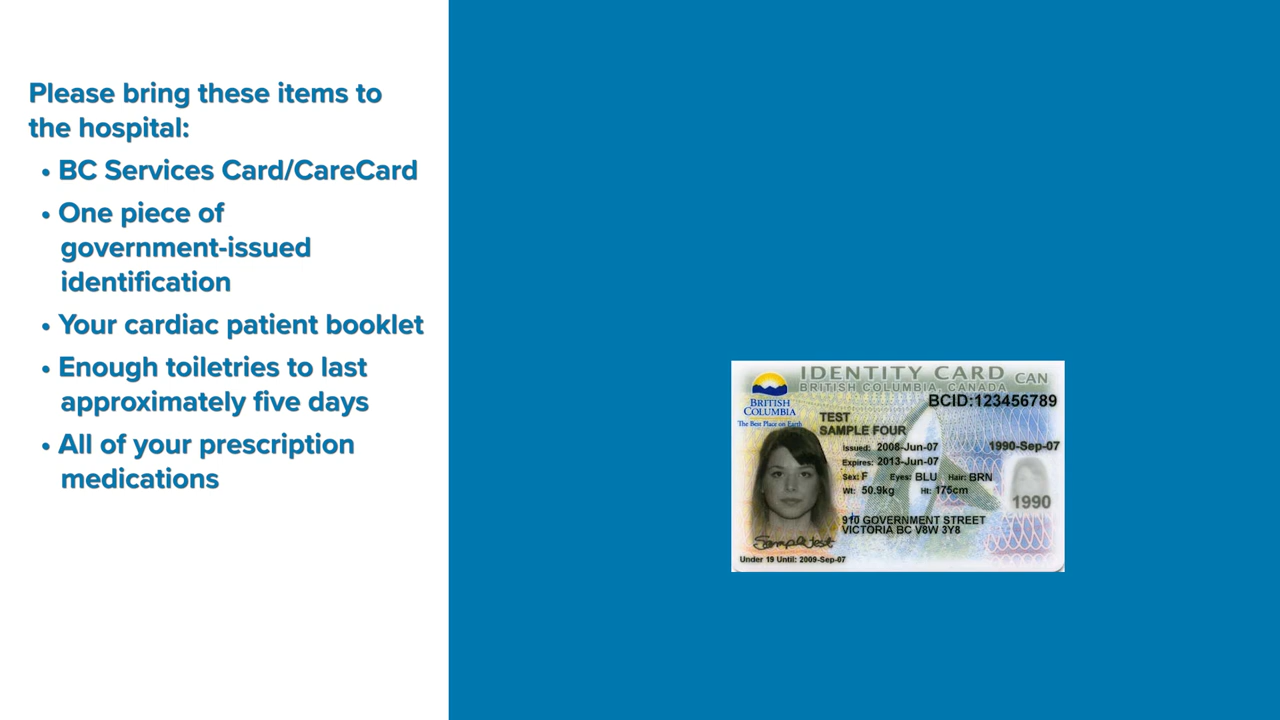 Please bring these items to
the hospital:
• BC Services Card/CareCard
• One piece of
government-issued
identification
• Your cardiac patient booklet
• Enough toiletries to last
approximately five days
• All of your prescription
medications
IDENTITY CARD CAN
BRITISH COLUMBIA, CANADA
BCID:123456789
BRITISH
COLUMBIA
The Best Place on Earth
TEST
SAMPLE FOUR
Issued: 2008-Jun-07 1990-Sep-07
Expires: 2013-Jun-07
Sex: F Eyes: BLU Hair: BRN
Wt: 50.9kg Ht: 175cm
1990
910 GOVERNMENT STREET
VICTORIA BC V8W 3Y8
Sample test
Under 19 Until: 2009-Sep-07